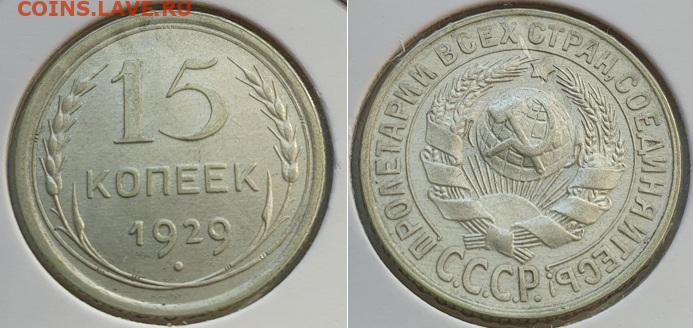 COINS.LAVE.RU
15
КОПЕЕК
1929
ПРОЛЕТАРИИ ВСЕХ СТРАН, СОЕДИНЯЙТЕСЬ!
С.С.С.Р.